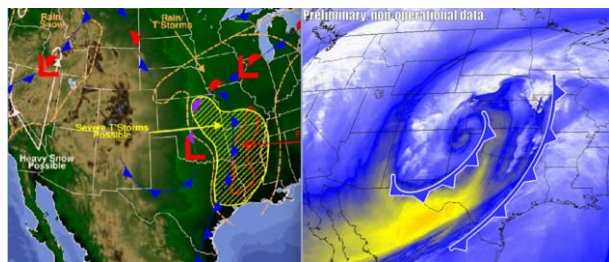 Rain
Snow
Rain
T Storms
Severe T Storms
Possible
Heavy Snow
Possible
L
L
L
Preliminary, non-operational data.